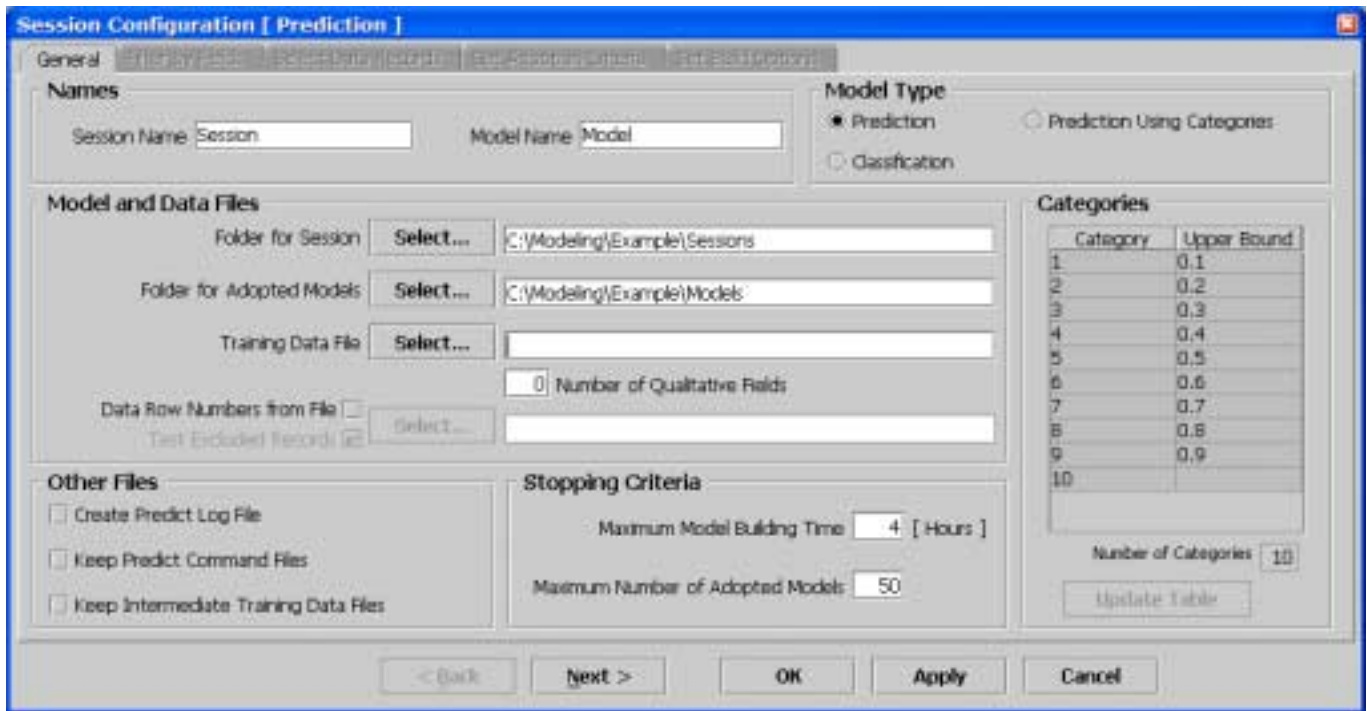 Session Configuration [ Prediction ]
General
Names
Session Name Session
Model Name Model
Model Type
Prediction
Prediction Using Categories
Classification
Model and Data Files
Folder for Session Select... C:\Modeling\Example\Sessions
Folder for Adopted Models Select... C:\Modeling\Example\Models
Training Data File Select...
0 Number of Qualitative Fields
Data Row Numbers from File
Test Excluded Records Select...
Categories
Category Upper Bound
1 0.1
2 0.2
3 0.3
4 0.4
5 0.5
6 0.6
7 0.7
8 0.8
9 0.9
10
Number of Categories 10
Update Table
Other Files
Create Predict Log File
Keep Predict Command Files
Keep Intermediate Training Data Files
Stopping Criteria
Maximum Model Building Time 4 [ Hours ]
Maximum Number of Adopted Models 50
< Back Next > OK Apply Cancel